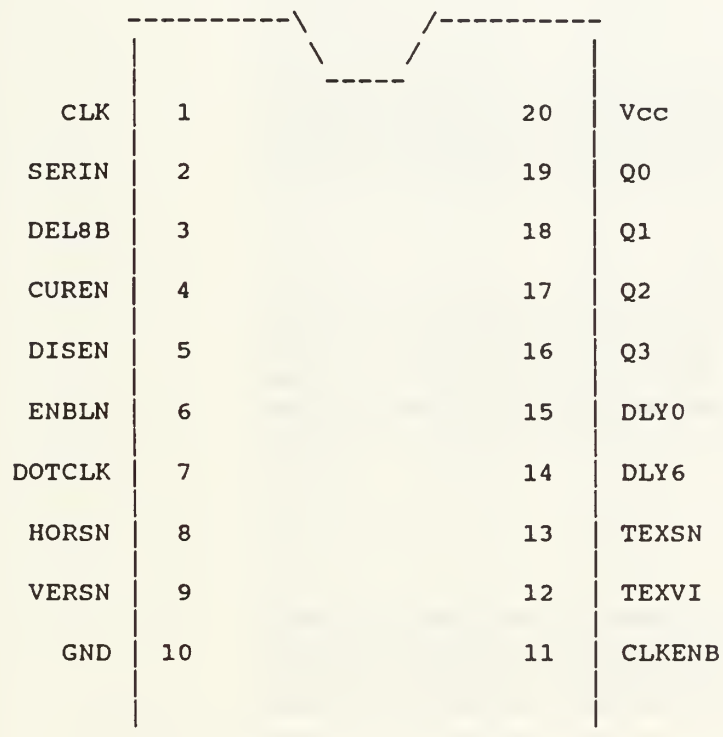 CLK 1 20 Vcc
SERIN 2 19 Q0
DEL8B 3 18 Q1
CUREN 4 17 Q2
DISEN 5 16 Q3
ENBLN 6 15 DLY0
DOTCLK 7 14 DLY6
HORSN 8 13 TEXSN
VERSN 9 12 TEXVI
GND 10 11 CLKENB